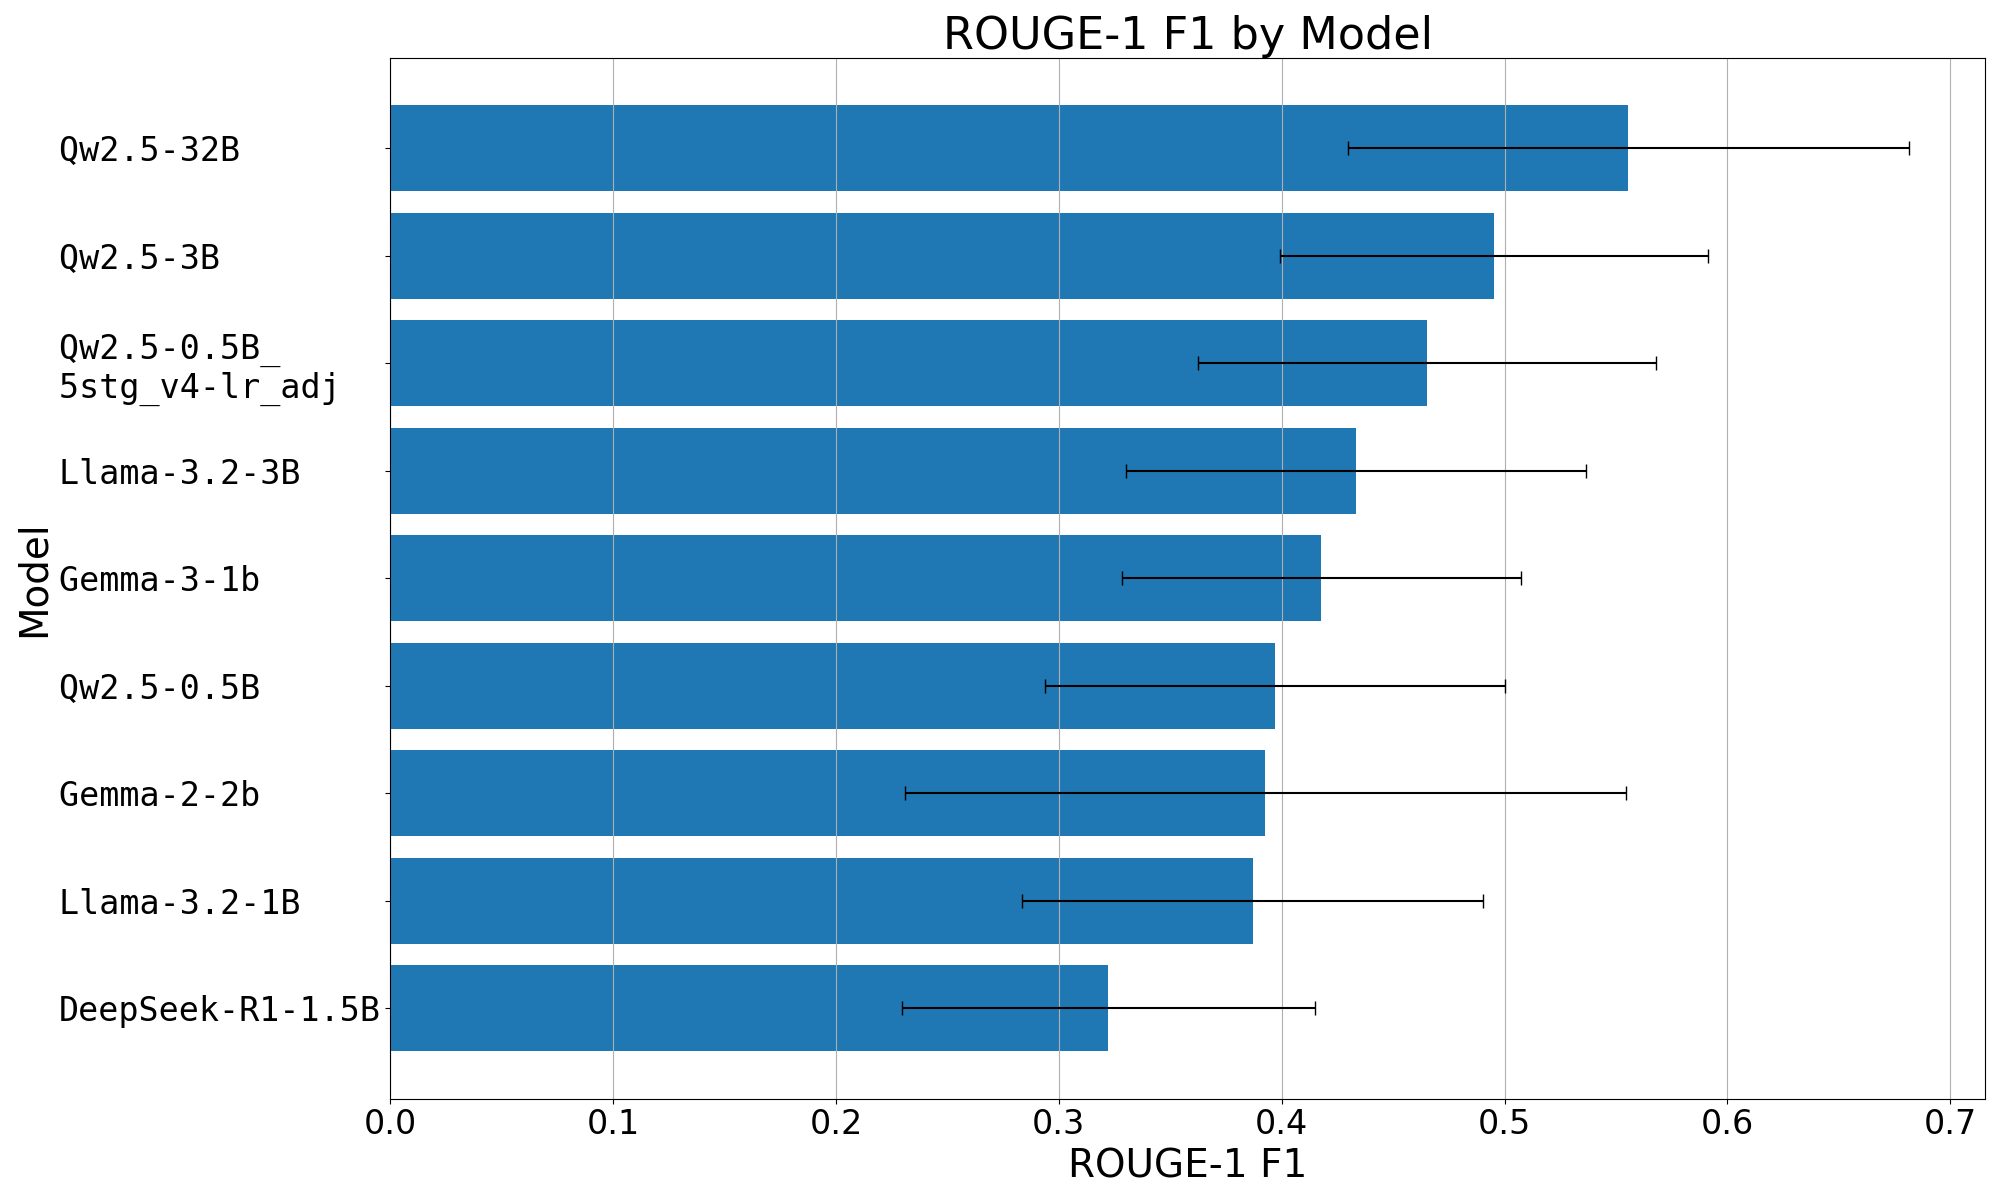 ROUGE-1 F1 by Model
Qw2.5-32B
Qw2.5-3B
Qw2.5-0.5B_
5stg_v4-lr_adj
Llama-3.2-3B
Gemma-3-1b
Qw2.5-0.5B
Gemma-2-2b
Llama-3.2-1B
DeepSeek-R1-1.5B
Model
0.0 0.1 0.2 0.3 0.4 0.5 0.6 0.7
ROUGE-1 F1